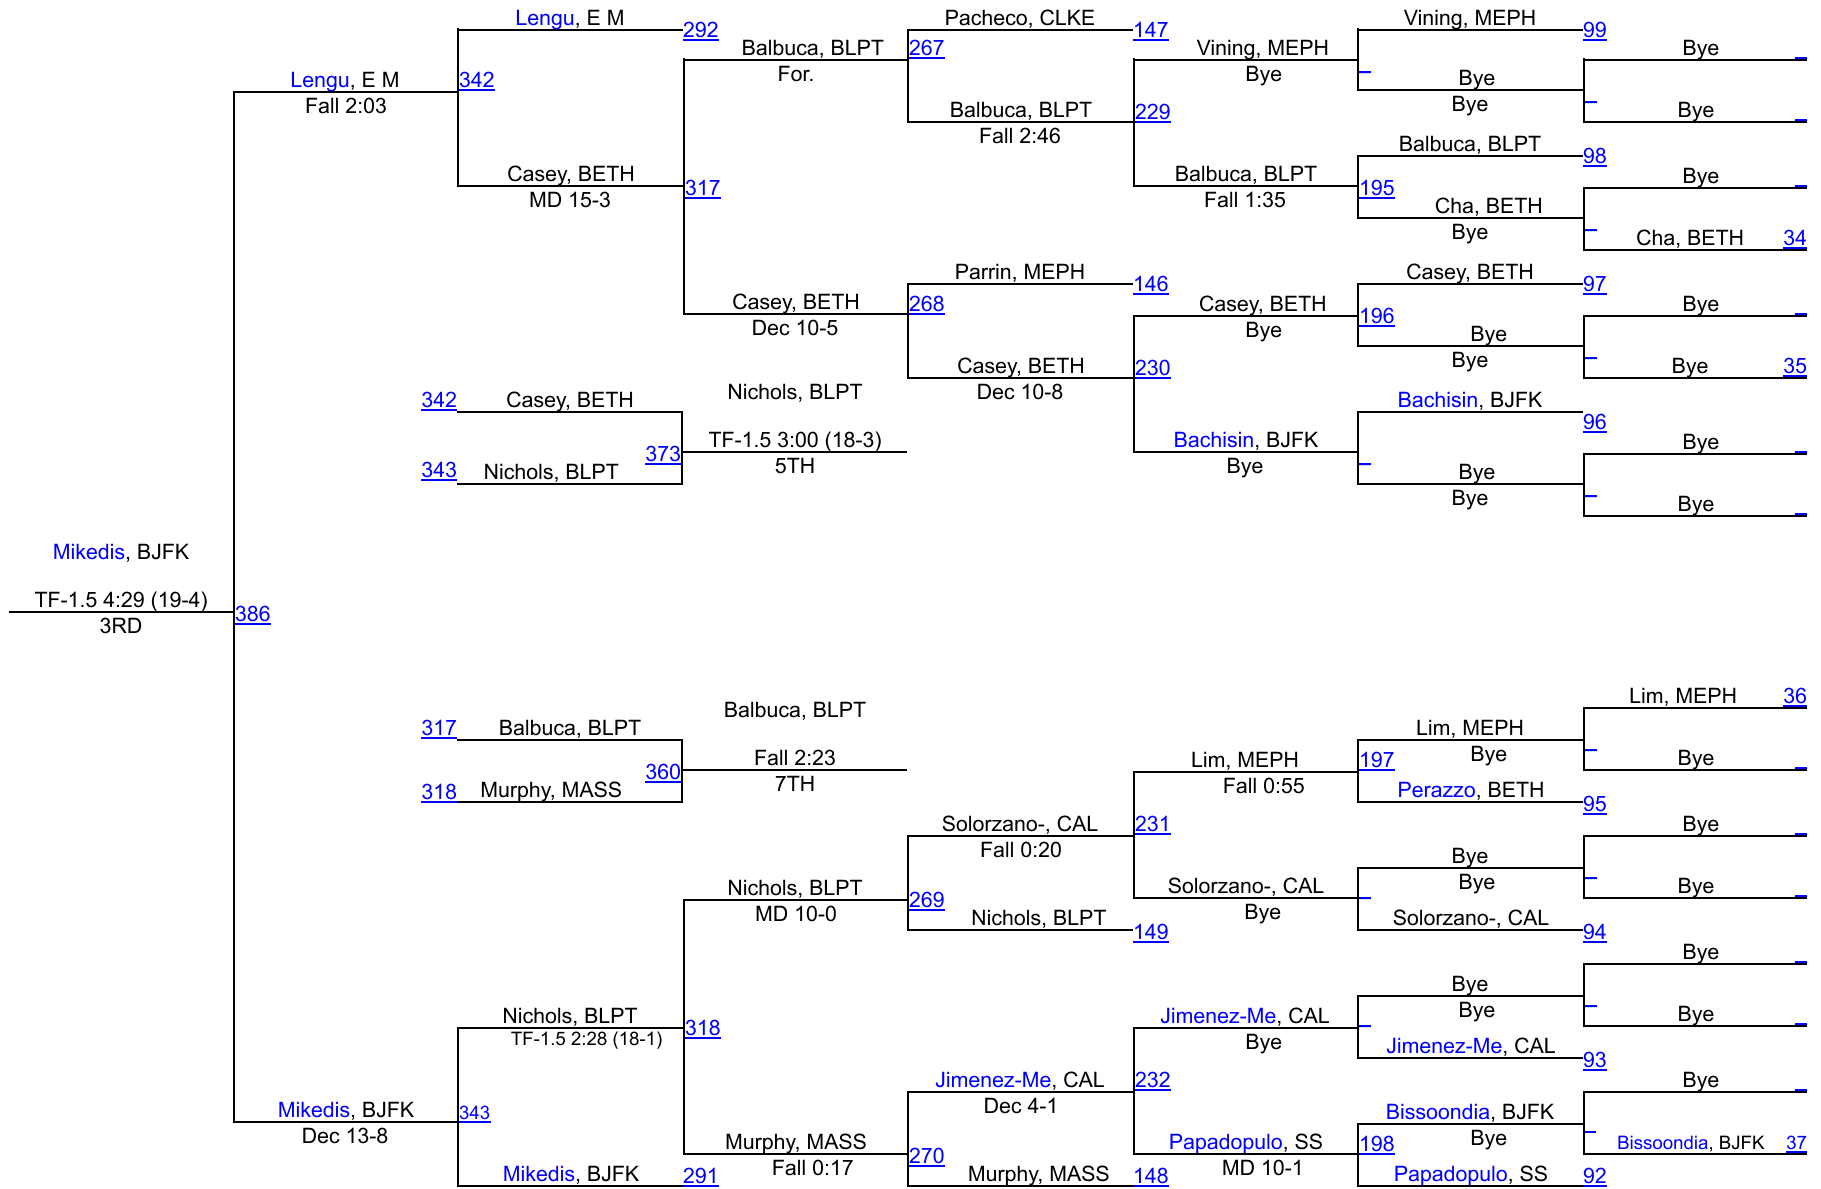 Lengu, E M
292
Pacheco, CLKE
147
Vining, MEPH
99
Balbuca, BLPT
267
Vining, MEPH
Bye
Lengu, E M
342
For.
Bye
Bye
Bye
Fall 2:03
Balbuca, BLPT
229
Bye
Fall 2:46
Balbuca, BLPT
98
Casey, BETH
317
Balbuca, BLPT
195
Bye
MD 15-3
Fall 1:35
Cha, BETH
Bye
Cha, BETH 34
Parrin, MEPH
146
Casey, BETH
97
Casey, BETH
268
Casey, BETH
196
Bye
Dec 10-5
Bye
Bye
Bye
Casey, BETH
230
Bye 35
Nichols, BLPT
Dec 10-8
342
Casey, BETH
Bachisin, BJFK
96
TF-1.5 3:00 (18-3)
Bachisin, BJFK
Bye
373
5TH
Bye
343
Nichols, BLPT
Bye
Bye
Bye
Mikedis, BJFK
TF-1.5 4:29 (19-4)
386
3RD
Lim, MEPH 36
Balbuca, BLPT
317
Balbuca, BLPT
Lim, MEPH
Fall 2:23
Lim, MEPH
197
Bye
Bye
360
7TH
Fall 0:55
318
Murphy, MASS
Perazzo, BETH
95
Solorzano-, CAL
231
Bye
Fall 0:20
Bye
Nichols, BLPT
269
Solorzano-, CAL
Bye
Bye
MD 10-0
Bye
Nichols, BLPT
149
Solorzano-, CAL
94
Bye
Bye
Nichols, BLPT
318
Jimenez-Me, CAL
Bye
Bye
TF-1.5 2:28 (18-1)
Bye
Jimenez-Me, CAL
93
Jimenez-Me, CAL
232
Bye
Dec 4-1
Mikedis, BJFK
343
Bissoondia, BJFK
Dec 13-8
Murphy, MASS
270
Papadopulo, SS
198
Bye
Bissoondia, BJFK 37
Fall 0:17
MD 10-1
Mikedis, BJFK
291
Murphy, MASS
148
Papadopulo, SS
92